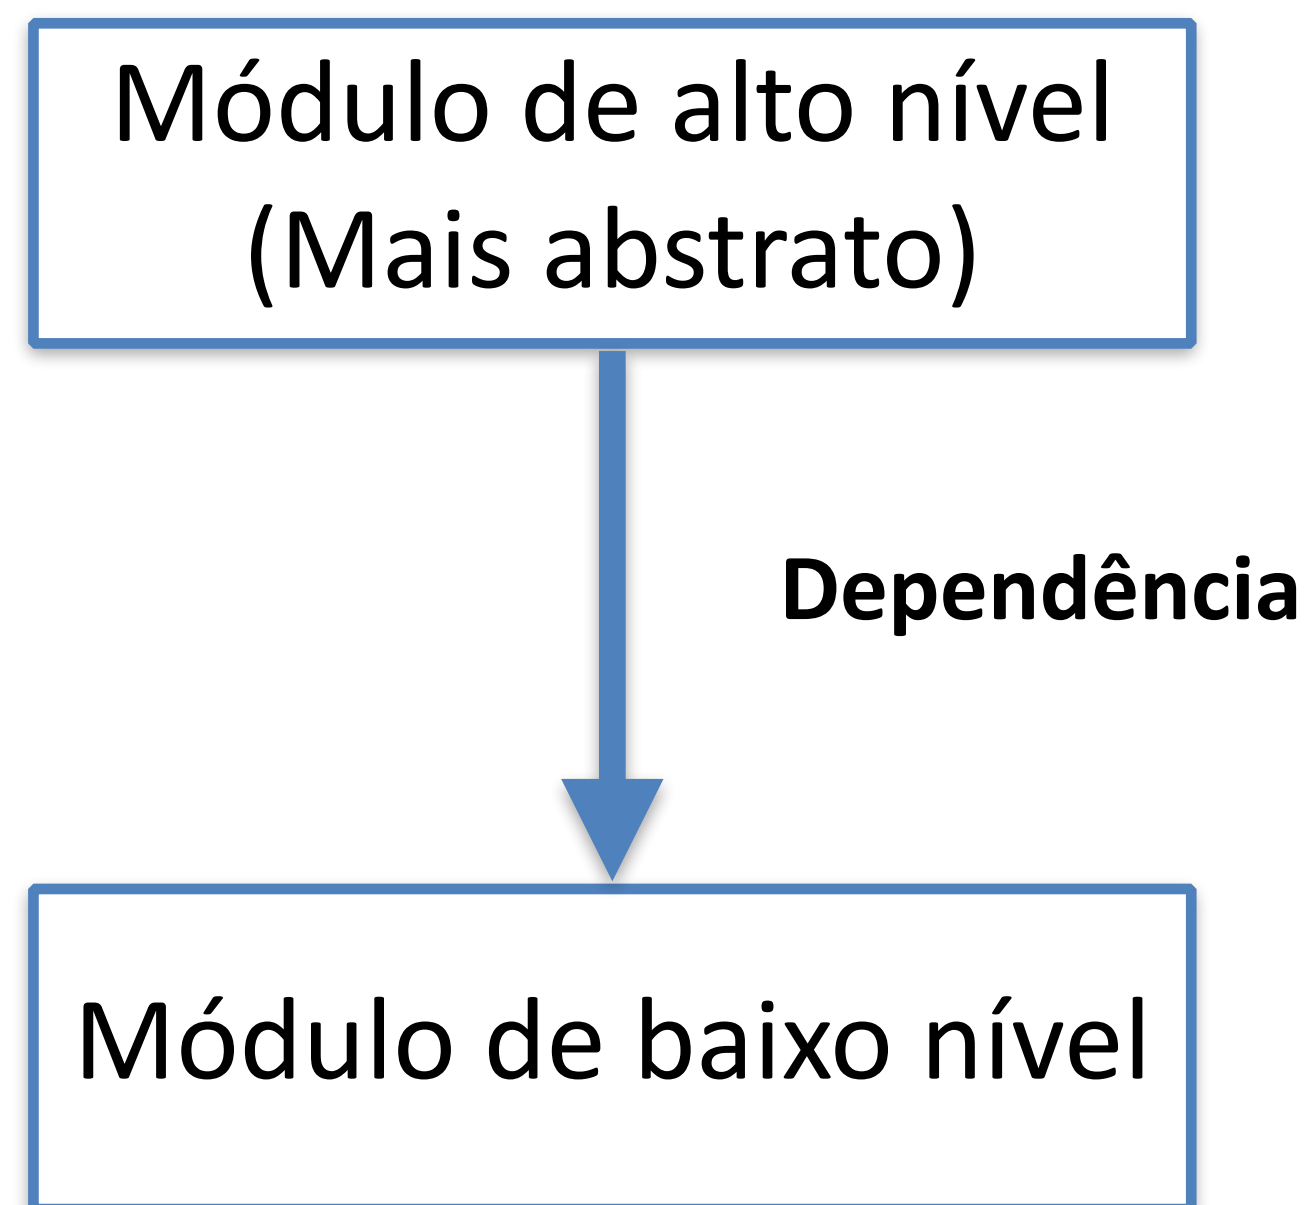 Módulo de alto nível
(Mais abstrato)
Dependência
Módulo de baixo nível